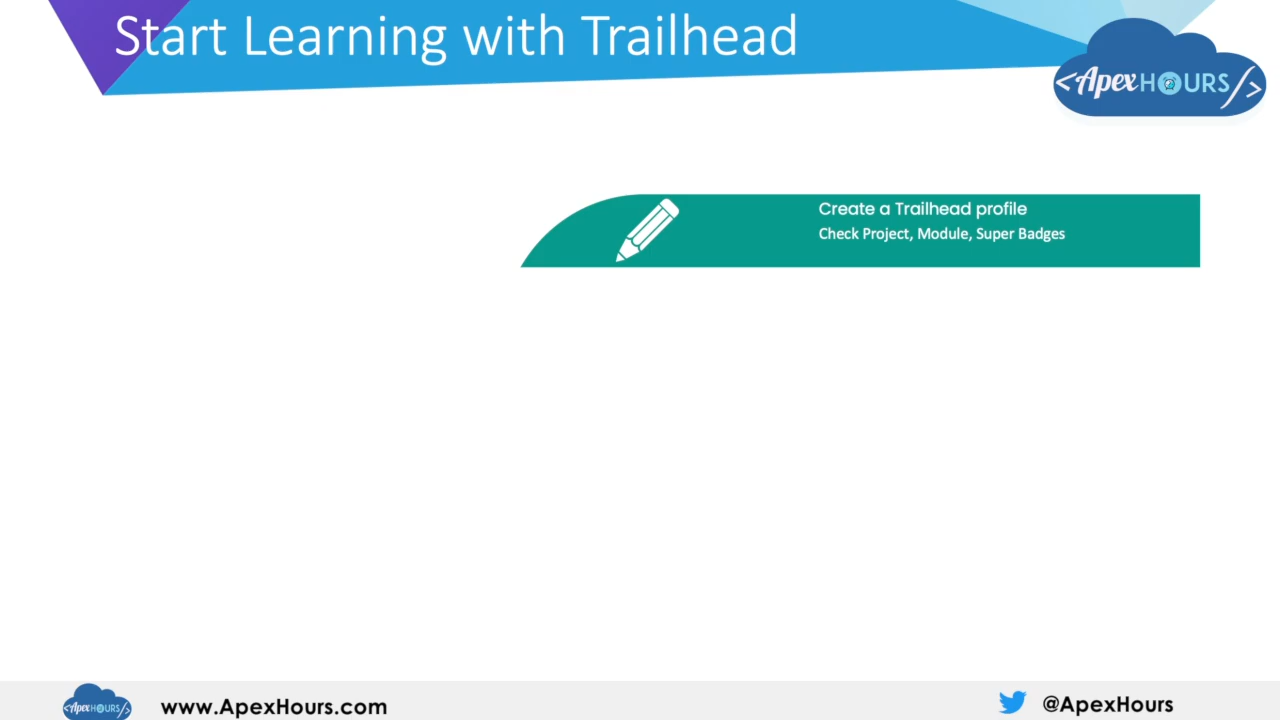 Start Learning with Trailhead
<ApexHOURS/>
Create a Trailhead profile
Check Project, Module, Super Badges
<ApexHOURS/>
www.ApexHours.com
@ApexHours